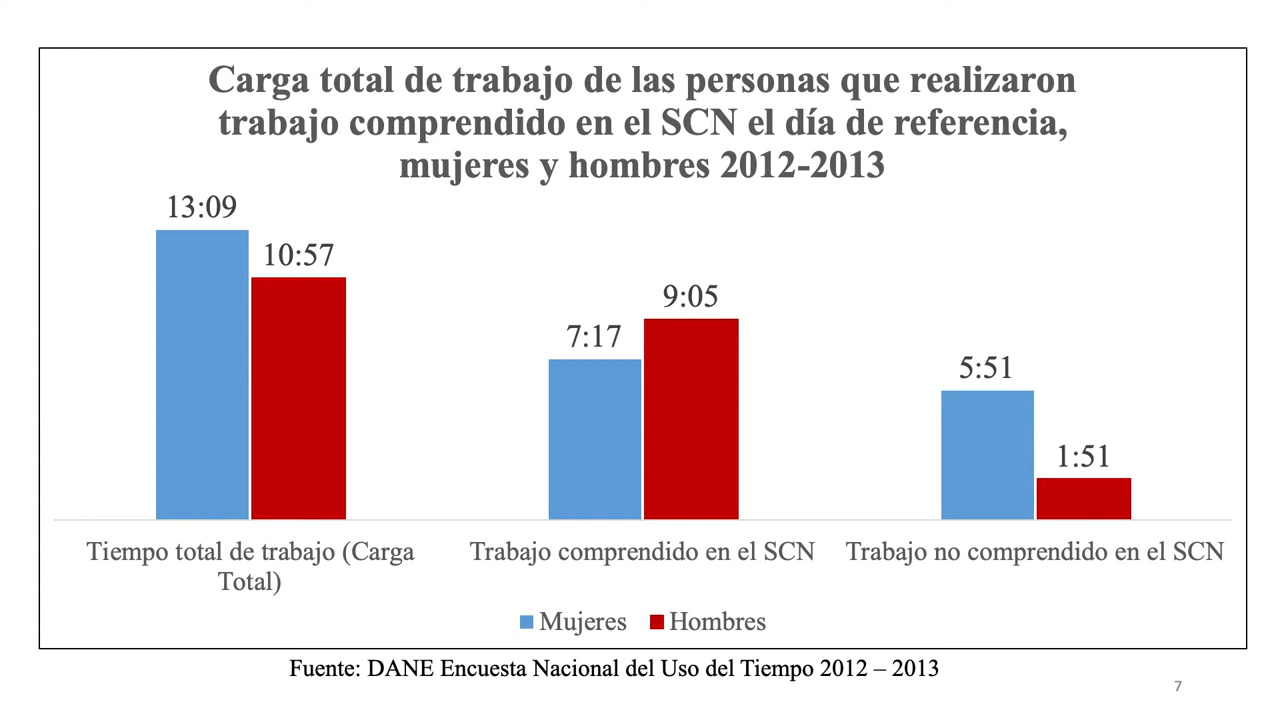 Carga total de trabajo de las personas que realizaron
trabajo comprendido en el SCN el día de referencia,
mujeres y hombres 2012-2013
13:09
10:57
7:17
9:05
5:51
1:51
Tiempo total de trabajo (Carga
Total)
Trabajo comprendido en el SCN
Trabajo no comprendido en el SCN
Mujeres
Hombres
Fuente: DANE Encuesta Nacional del Uso del Tiempo 2012 – 2013
7